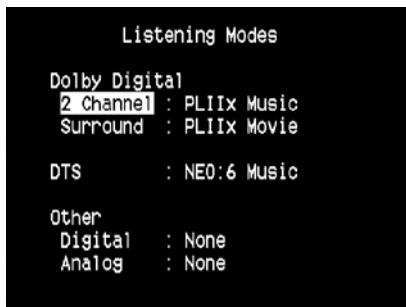 Listening Modes
Dolby Digital
2 Channel : PLIIx Music
Surround : PLIIx Movie
DTS : NEO:6 Music
Other
Digital : None
Analog : None